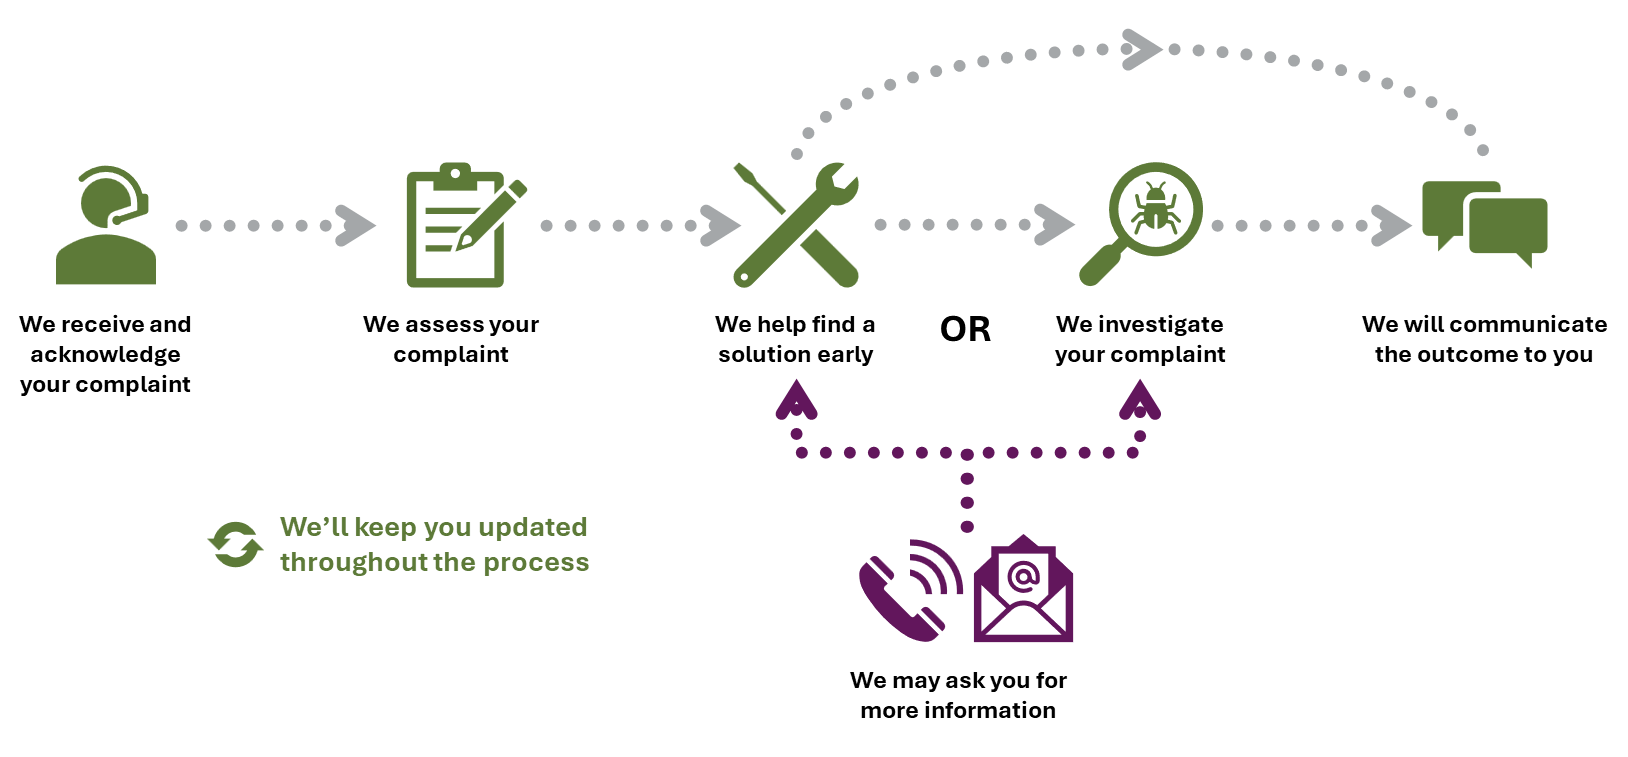 We receive and
acknowledge
your complaint
We assess your
complaint
We help find a
solution early
OR
We investigate
your complaint
We will communicate
the outcome to you
We'll keep you updated
throughout the process
@
We may ask you for
more information